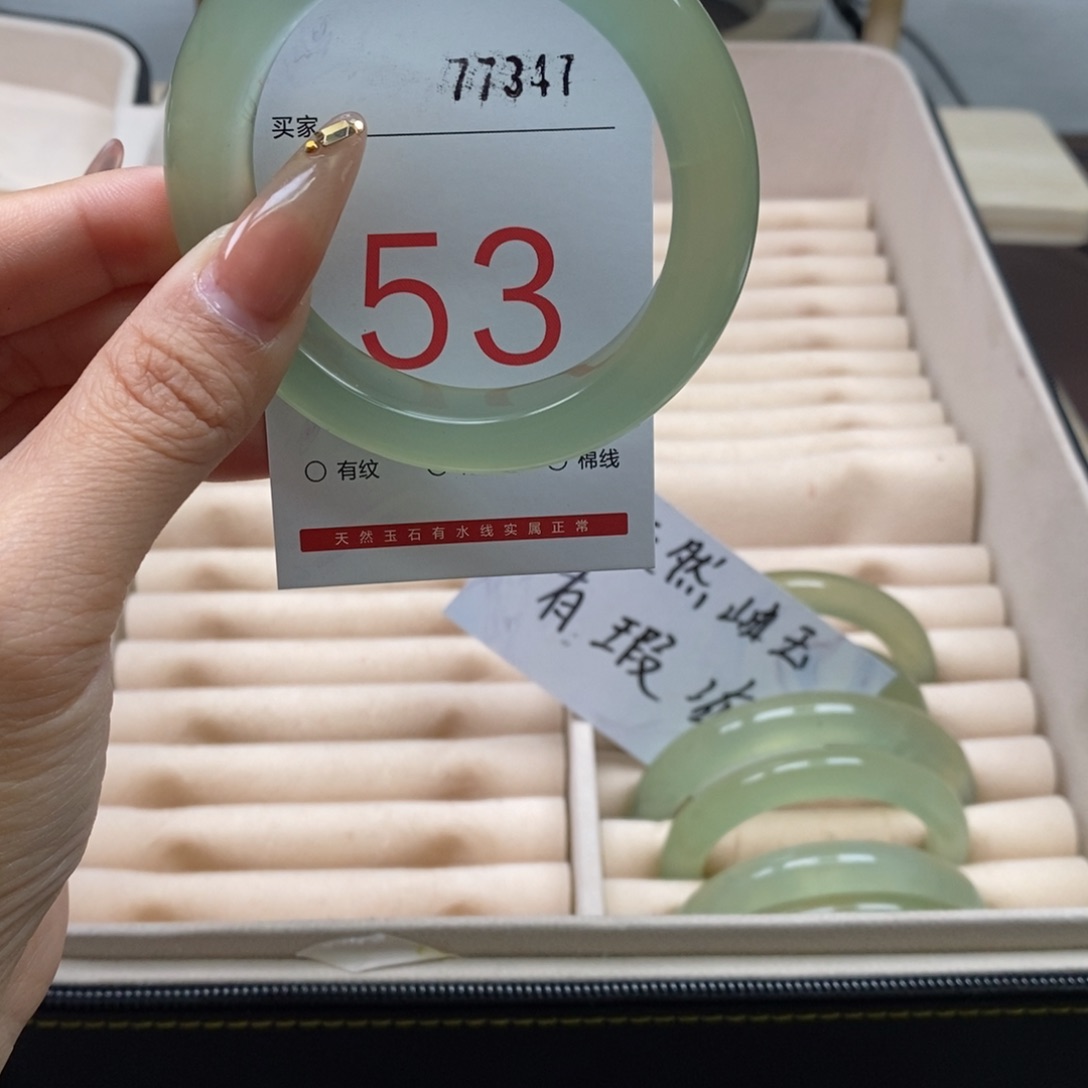 77347
买家
53
有纹
棉线
天然玉石有水线实属正常
然岫玉
有瑕